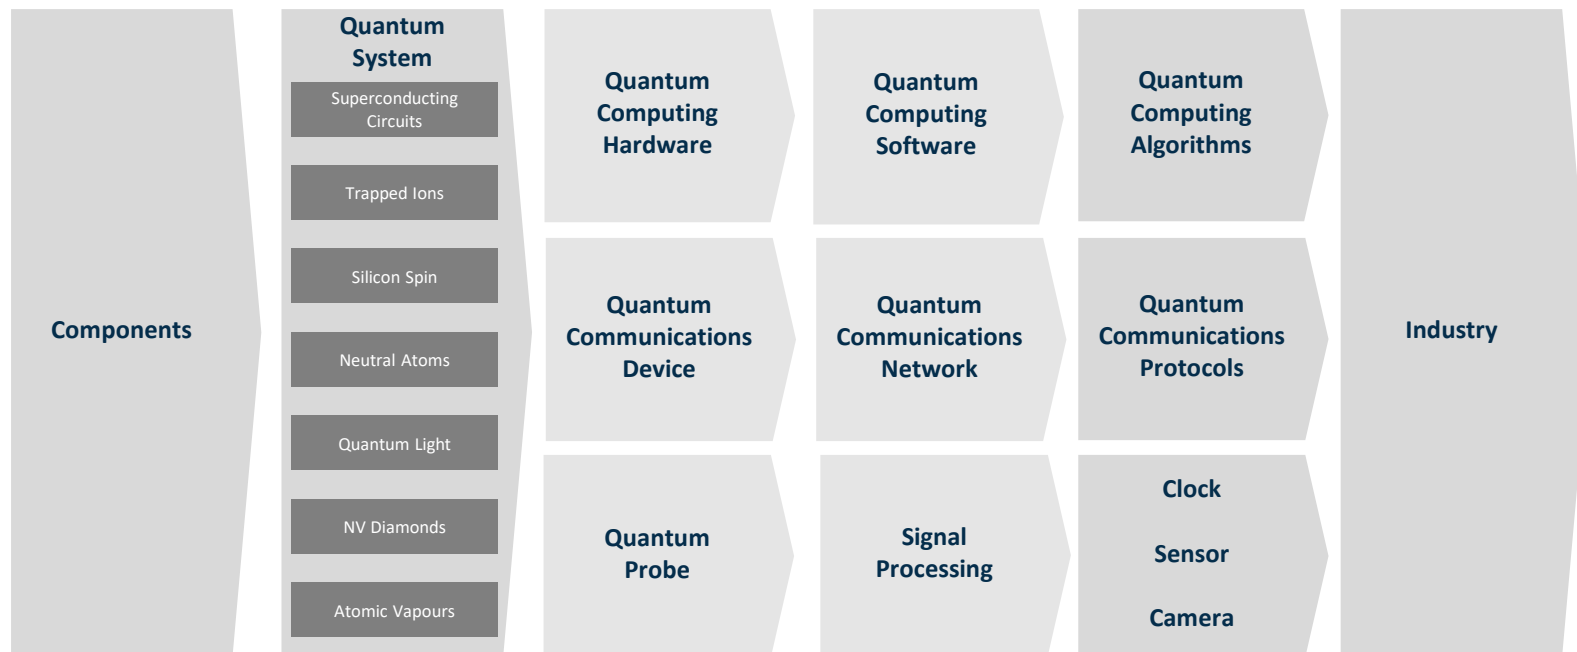 Components
Quantum
System
Superconducting
Circuits
Trapped Ions
Silicon Spin
Neutral Atoms
Quantum Light
NV Diamonds
Atomic Vapours
Quantum
Computing
Hardware
Quantum
Computing
Software
Quantum
Computing
Algorithms
Quantum
Communications
Device
Quantum
Communications
Network
Quantum
Communications
Protocols
Quantum
Probe
Signal
Processing
Clock
Sensor
Camera
Industry